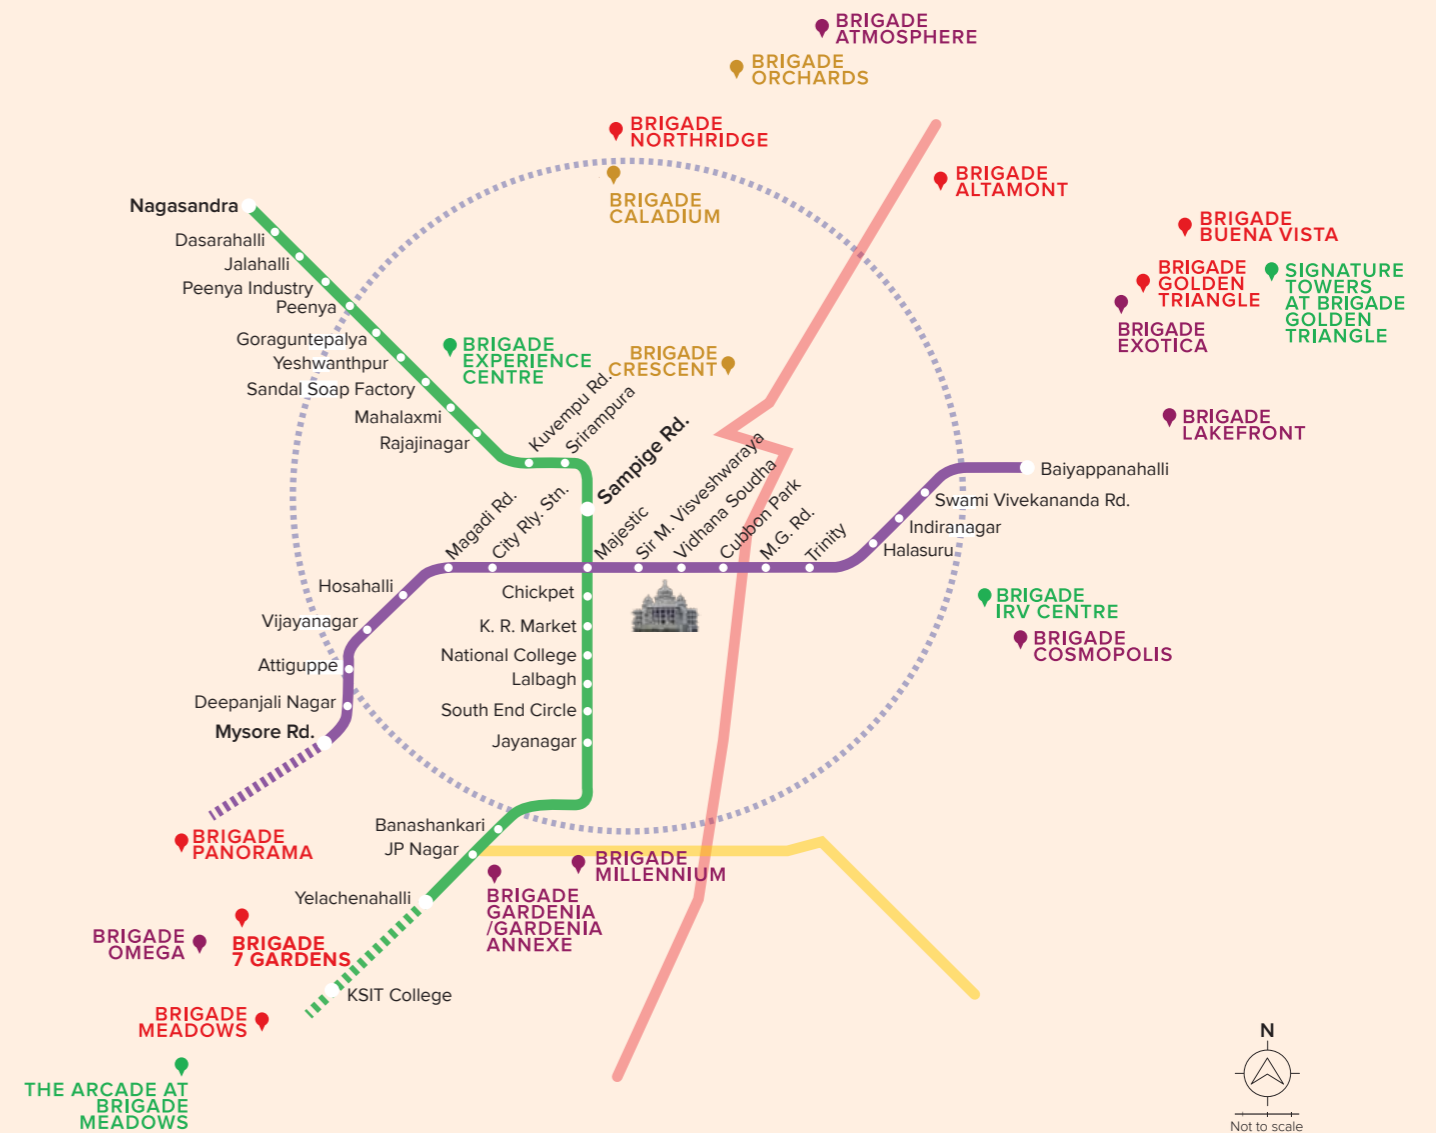 BRIGADE
ATMOSPHERE
BRIGADE
ORCHARDS
BRIGADE
NORTHRIDGE
BRIGADE
ALTAMONT
BRIGADE
CALADIUM
Nagasandra
Dasarahalli
Jalahalli
Peenya Industry
Peenya
Goraguntepalya
Yeshwanthpur
Sandal Soap Factory
Mahalaxmi
Rajajinagar
BRIGADE
BUENA VISTA
BRIGADE
GOLDEN
TRIANGLE
SIGNATURE
TOWERS
AT BRIGADE
GOLDEN
TRIANGLE
BRIGADE
EXOTICA
BRIGADE
EXPERIENCE
CENTRE
BRIGADE
CRESCENT
BRIGADE
LAKEFRONT
Kuvempu Rd.
Srirampura
Sampige Rd.
Magadi Rd.
City Rly. Stn.
Majestic
Sir M. Visveshwaraya
Vidhana Soudha
Cubbon Park
M.G. Rd.
Trinity
Baiyappanahalli
Swami Vivekananda Rd.
Indiranagar
Halasuru
Hosahalli
Vijayanagar
Attiguppe
Deepanjali Nagar
Mysore Rd.
Chickpet
K. R. Market
National College
Lalbagh
South End Circle
Jayanagar
BRIGADE
IRV CENTRE
BRIGADE
COSMOPOLIS
Banashankari
JP Nagar
Yelachenahalli
BRIGADE
PANORAMA
BRIGADE
MILLENNIUM
BRIGADE
GARDENIA
/GARDENIA
ANNEXE
BRIGADE
OMEGA
BRIGADE
7 GARDENS
KSIT College
BRIGADE
MEADOWS
THE ARCADE AT
BRIGADE
MEADOWS
N
Not to scale